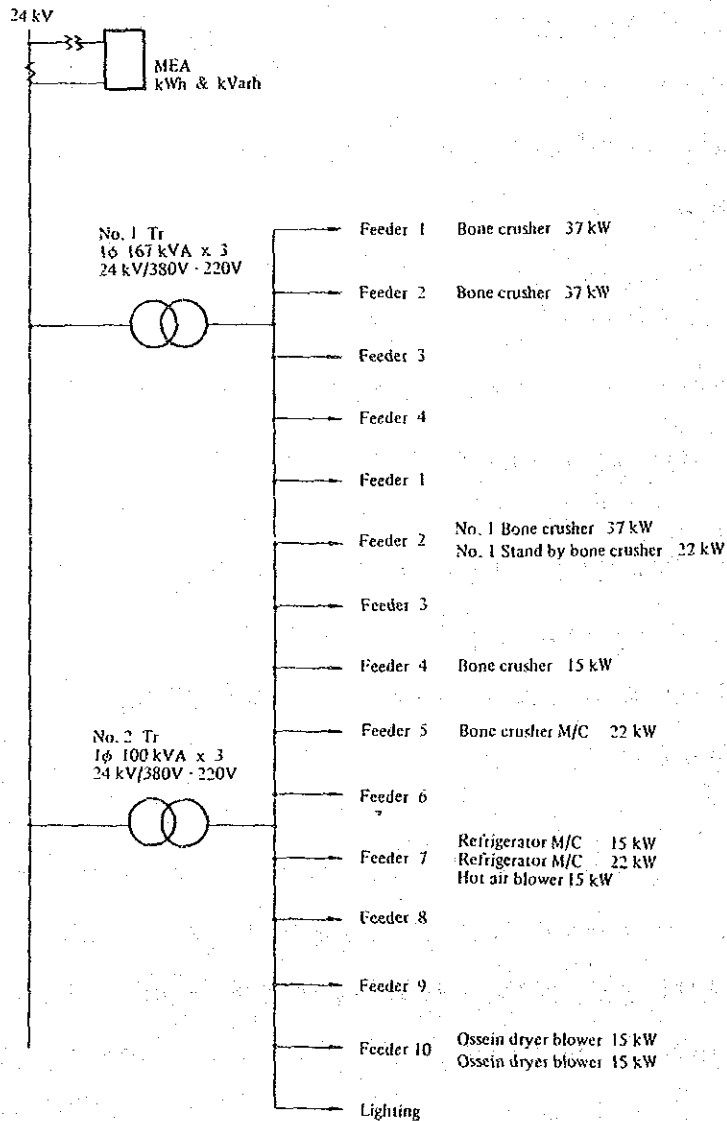 24 kV
MEA
kWh & kVarh
No. 1 Tr
1ϕ 167 kVA x 3
24 kV/380V - 220V
Feeder 1 Bone crusher 37 kW
Feeder 2 Bone crusher 37 kW
Feeder 3
Feeder 4
Feeder 1
Feeder 2 No. 1 Bone crusher 37 kW
No. 1 Stand by bone crusher 22 kW
Feeder 3
Feeder 4 Bone crusher 15 kW
Feeder 5 Bone crusher M/C 22 kW
No. 2 Tr
1ϕ 100 kVA x 3
24 kV/380V - 220V
Feeder 6
Feeder 7 Refrigerator M/C 15 kW
Refrigerator M/C 22 kW
Hot air blower 15 kW
Feeder 8
Feeder 9
Feeder 10 Ossein dryer blower 15 kW
Ossein dryer blower 15 kW
Lighting